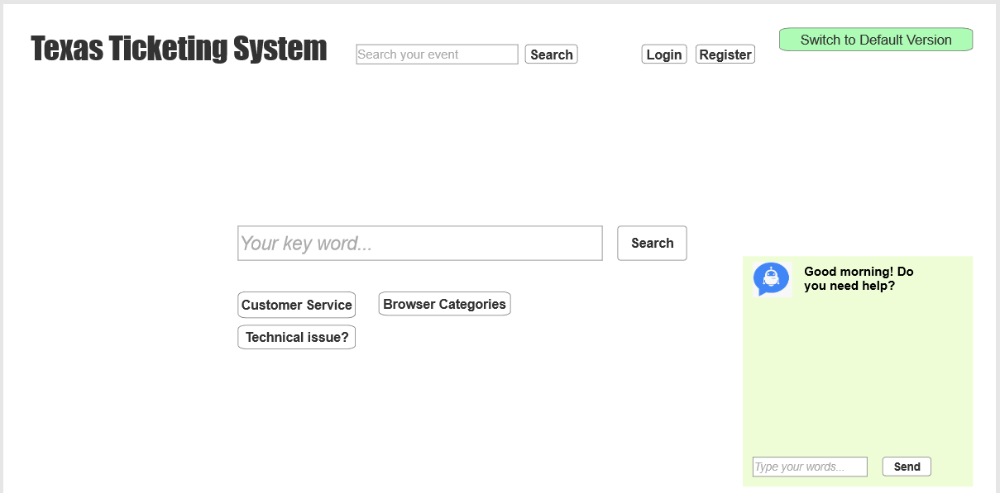 Texas Ticketing System
Search your event
Search
Login
Register
Switch to Default Version
Your key word...
Search
Customer Service
Browser Categories
Technical issue?
Good morning! Do
you need help?
Type your words...
Send